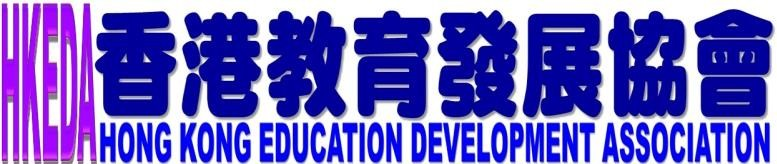 HKEDA
香港教育發展協會
HONG KONG EDUCATION DEVELOPMENT ASSOCIATION